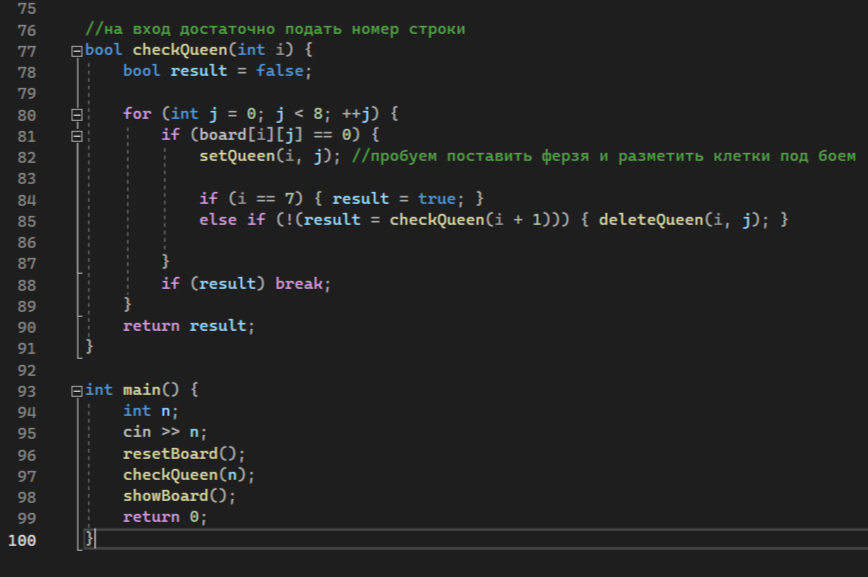 75
76 //на вход достаточно подать номер строки
77 bool checkQueen(int i) {
78 bool result = false;
79
80 for (int j = 0; j < 8; ++j) {
81 if (board[i][j] == 0) {
82 setQueen(i, j); //пробуем поставить ферзя и разметить клетки под боем
83
84 if (i == 7) { result = true; }
85 else if (!(result = checkQueen(i + 1))) { deleteQueen(i, j); }
86
87 }
88 if (result) break;
89 }
90 return result;
91 }
92
93 int main() {
94 int n;
95 cin >> n;
96 resetBoard();
97 checkQueen(n);
98 showBoard();
99 return 0;
100 }